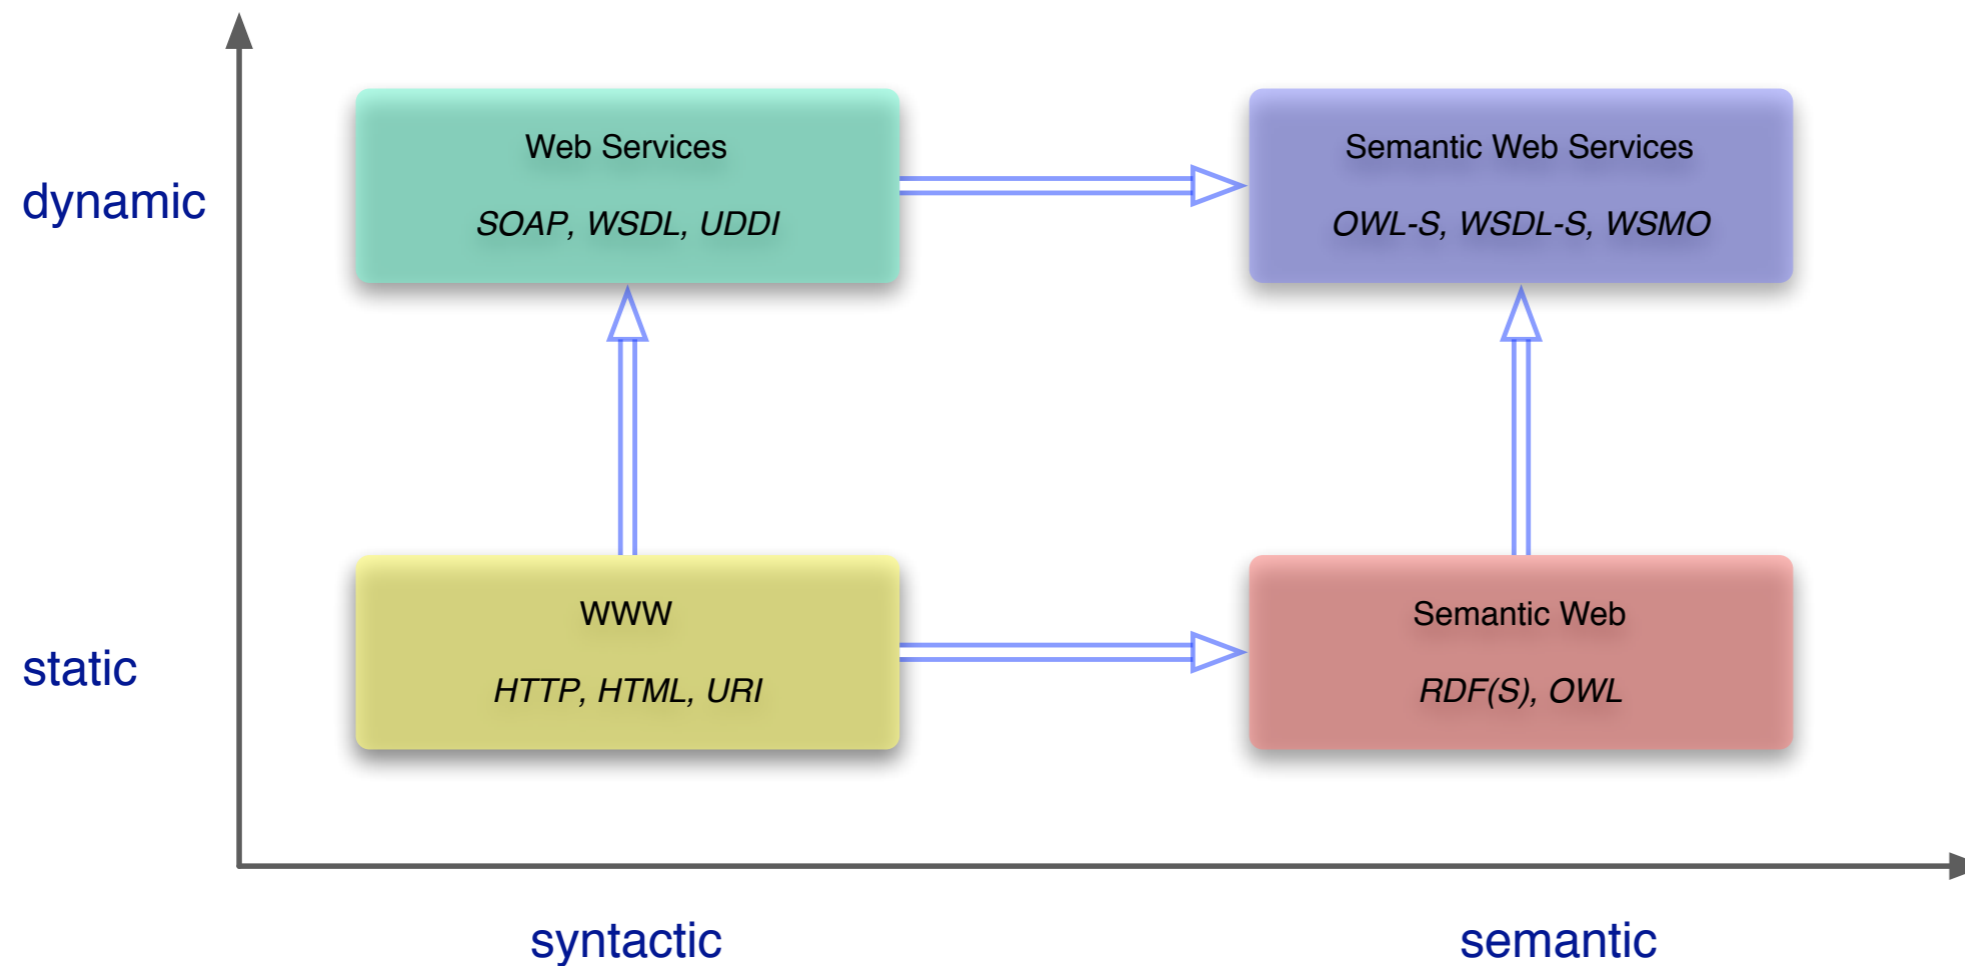 dynamic
Web Services
SOAP, WSDL, UDDI
Semantic Web Services
OWL-S, WSDL-S, WSMO
static
WWW
HTTP, HTML, URI
Semantic Web
RDF(S), OWL
syntactic
semantic